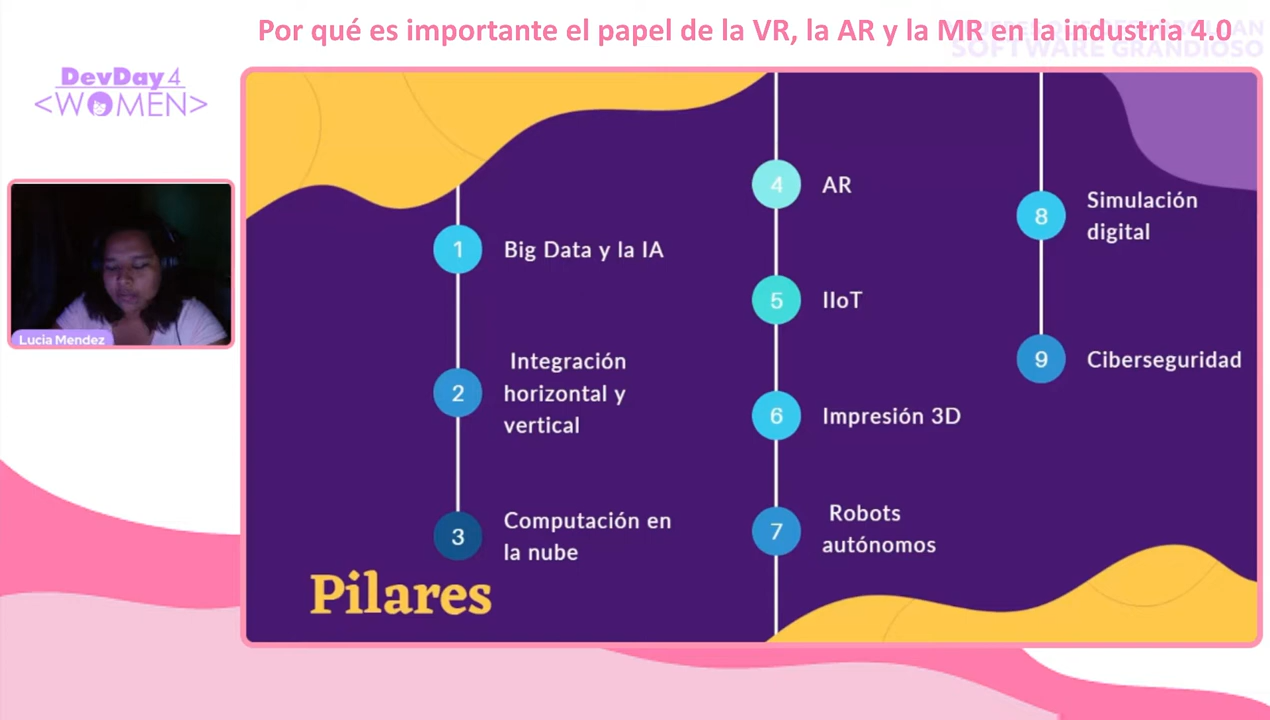 Por qué es importante el papel de la VR, la AR y la MR en la industria 4.0
SOFTWARE GRANDIOSO
DevDay 4
<WOMEN>
Lucia Mendez
1
Big Data y la IA
2
Integración
horizontal y
vertical
3
Computación en
la nube
Pilares
4
AR
5
IIoT
6
Impresión 3D
7
Robots
autónomos
8
Simulación
digital
9
Ciberseguridad